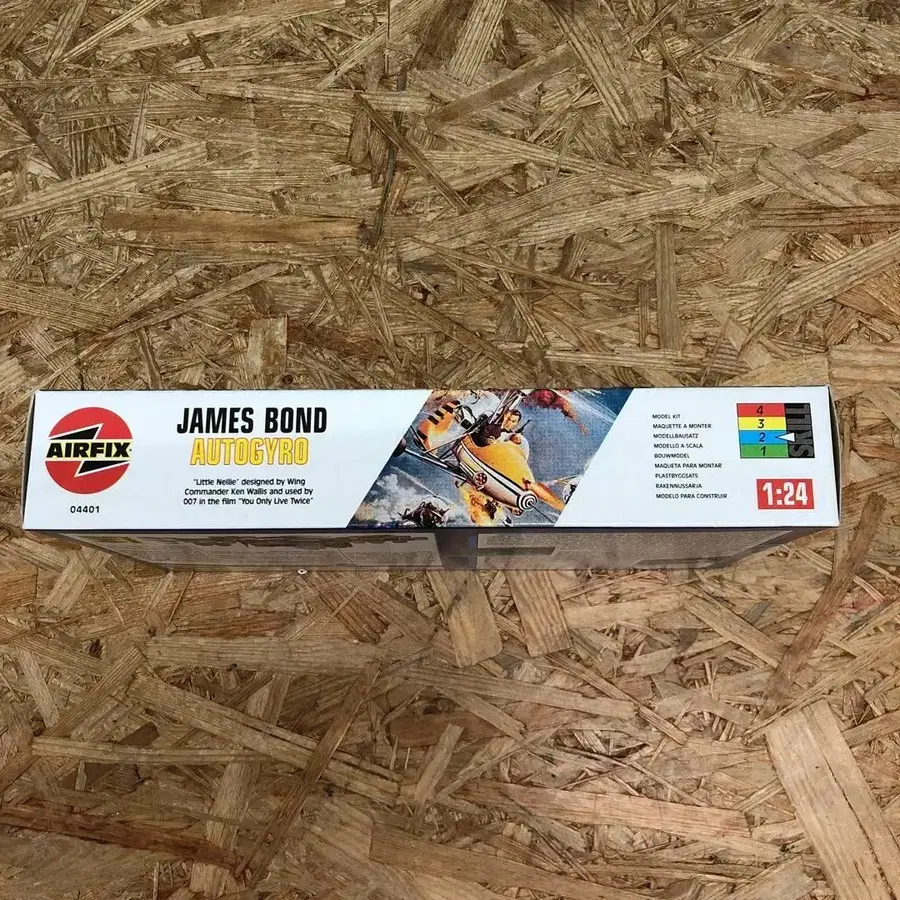 AIRFIX
04401
JAMES BOND
AUTOGYRO
"Little Nellie" designed by Wing
Commander Ken Wallis and used by
007 in the film "You Only Live Twice"
MODEL KIT
MAQUETTE A MONTER
MODELLBAUSATZ
MODELLO A SCALA
BOUWMODEL
MAQUETA PARA MONTAR
PLASTBYGGSATS
RAKENNUSSARJA
MODELO PARA CONSTRUIR
4
3
2
1
SKILL
1:24